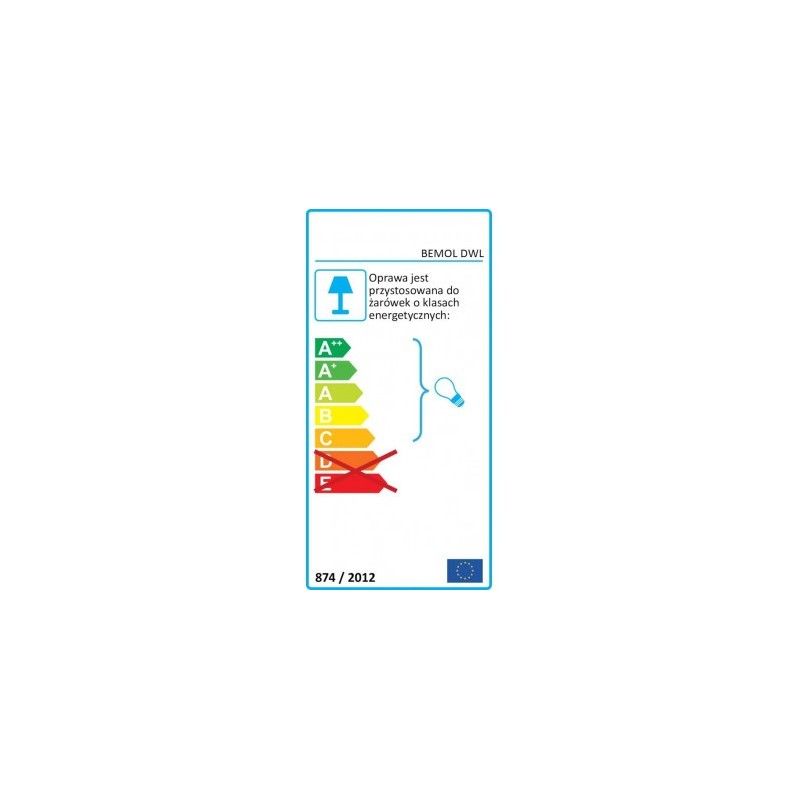 BEMOL DWL
Oprawa jest
przystosowana do
żarówek o klasach
energetycznych:
A++
A+
A
B
C
D
E
874 / 2012